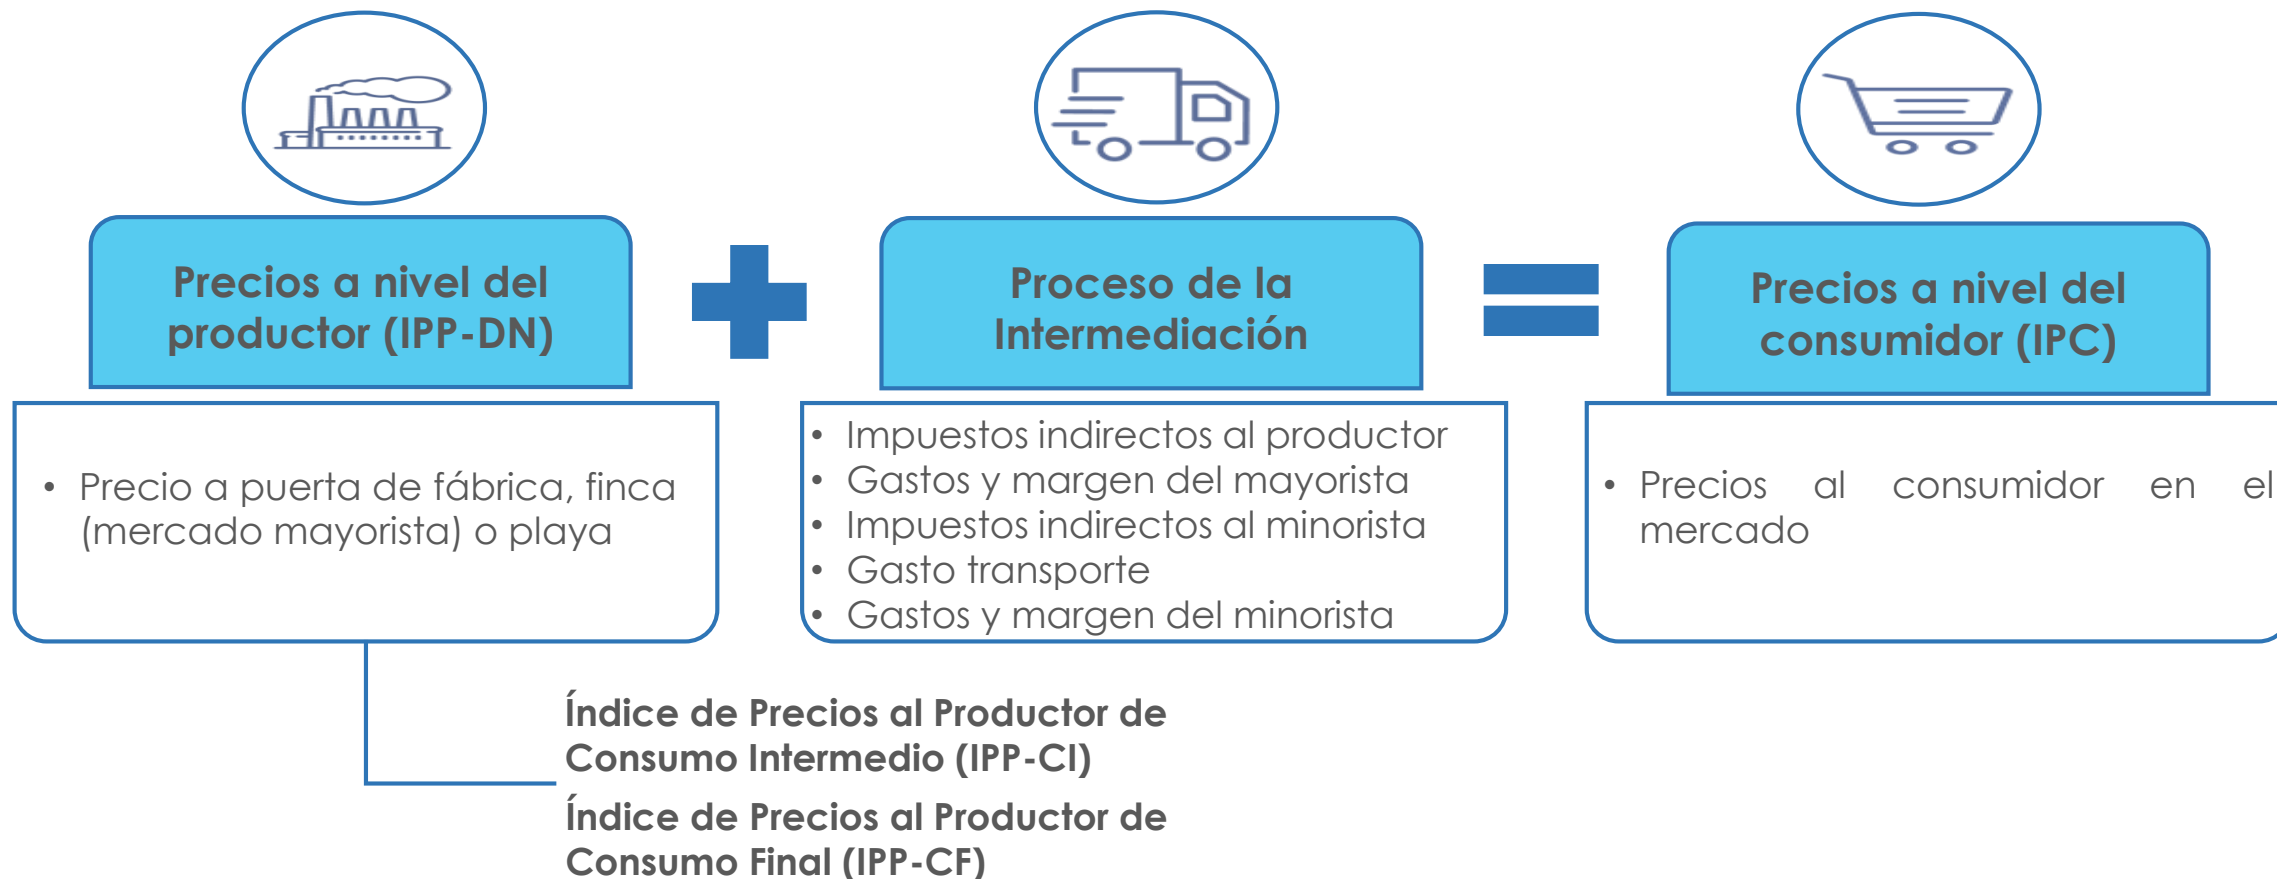 Precios a nivel del
productor (IPP-DN)
Proceso de la
Intermediación
Precios a nivel del
consumidor (IPC)
• Precio a puerta de fábrica, finca
(mercado mayorista) o playa
• Impuestos indirectos al productor
• Gastos y margen del mayorista
• Impuestos indirectos al minorista
• Gasto transporte
• Gastos y margen del minorista
• Precios al consumidor en el
mercado
Índice de Precios al Productor de
Consumo Intermedio (IPP-CI)
Índice de Precios al Productor de
Consumo Final (IPP-CF)